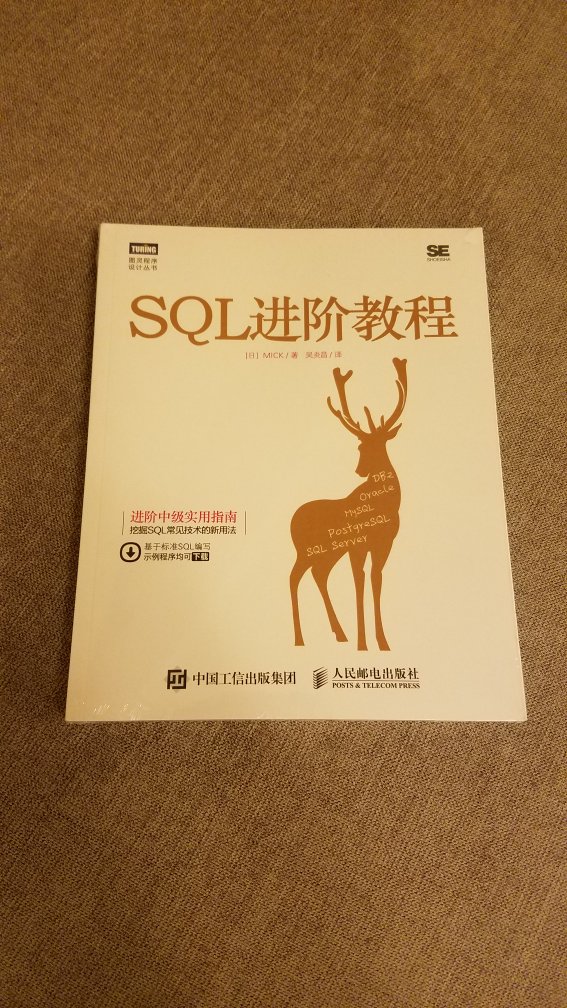 TURING
图灵程序
设计丛书
SE
SHOEISHA
SQL进阶教程
[日] MICK / 著 吴炎昌 / 译
DB2
Oracle
MySQL
PostgreSQL
SQL Server
进阶中级实用指南
挖掘SQL常见技术的新用法
基于标准SQL编写
示例程序均可下载
中国工信出版集团
人民邮电出版社
POSTS & TELECOM PRESS